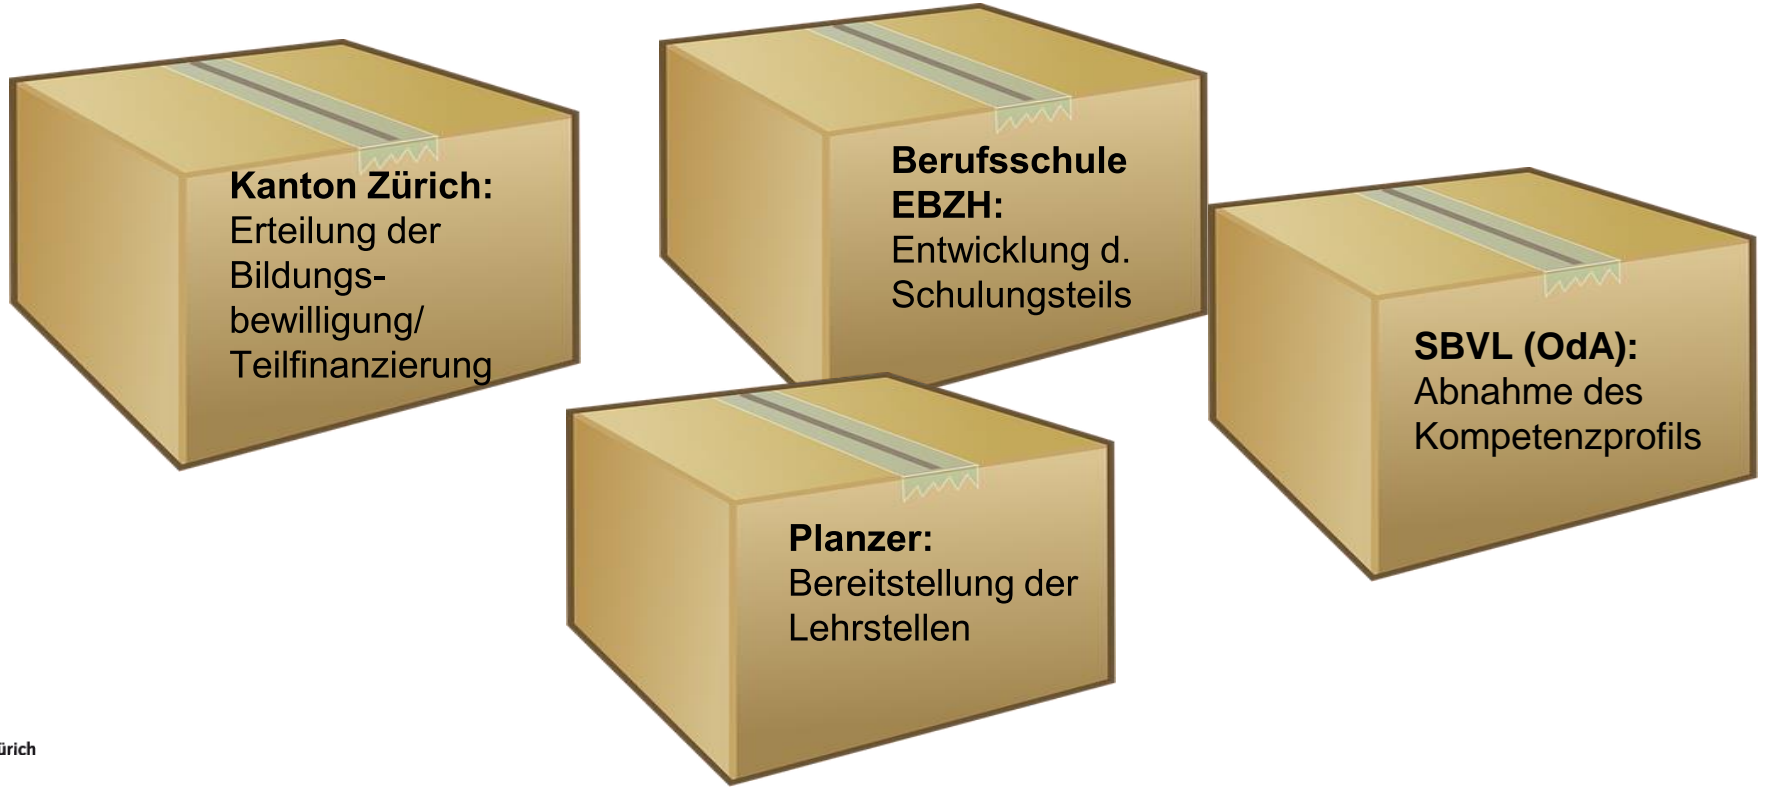 Kanton Zürich:
Erteilung der
Bildungs-
bewilligung/
Teilfinanzierung
Berufsschule
EBZH:
Entwicklung d.
Schulungsteils
SBVL (OdA):
Abnahme des
Kompetenzprofils
Planzer:
Bereitstellung der
Lehrstellen
ürich